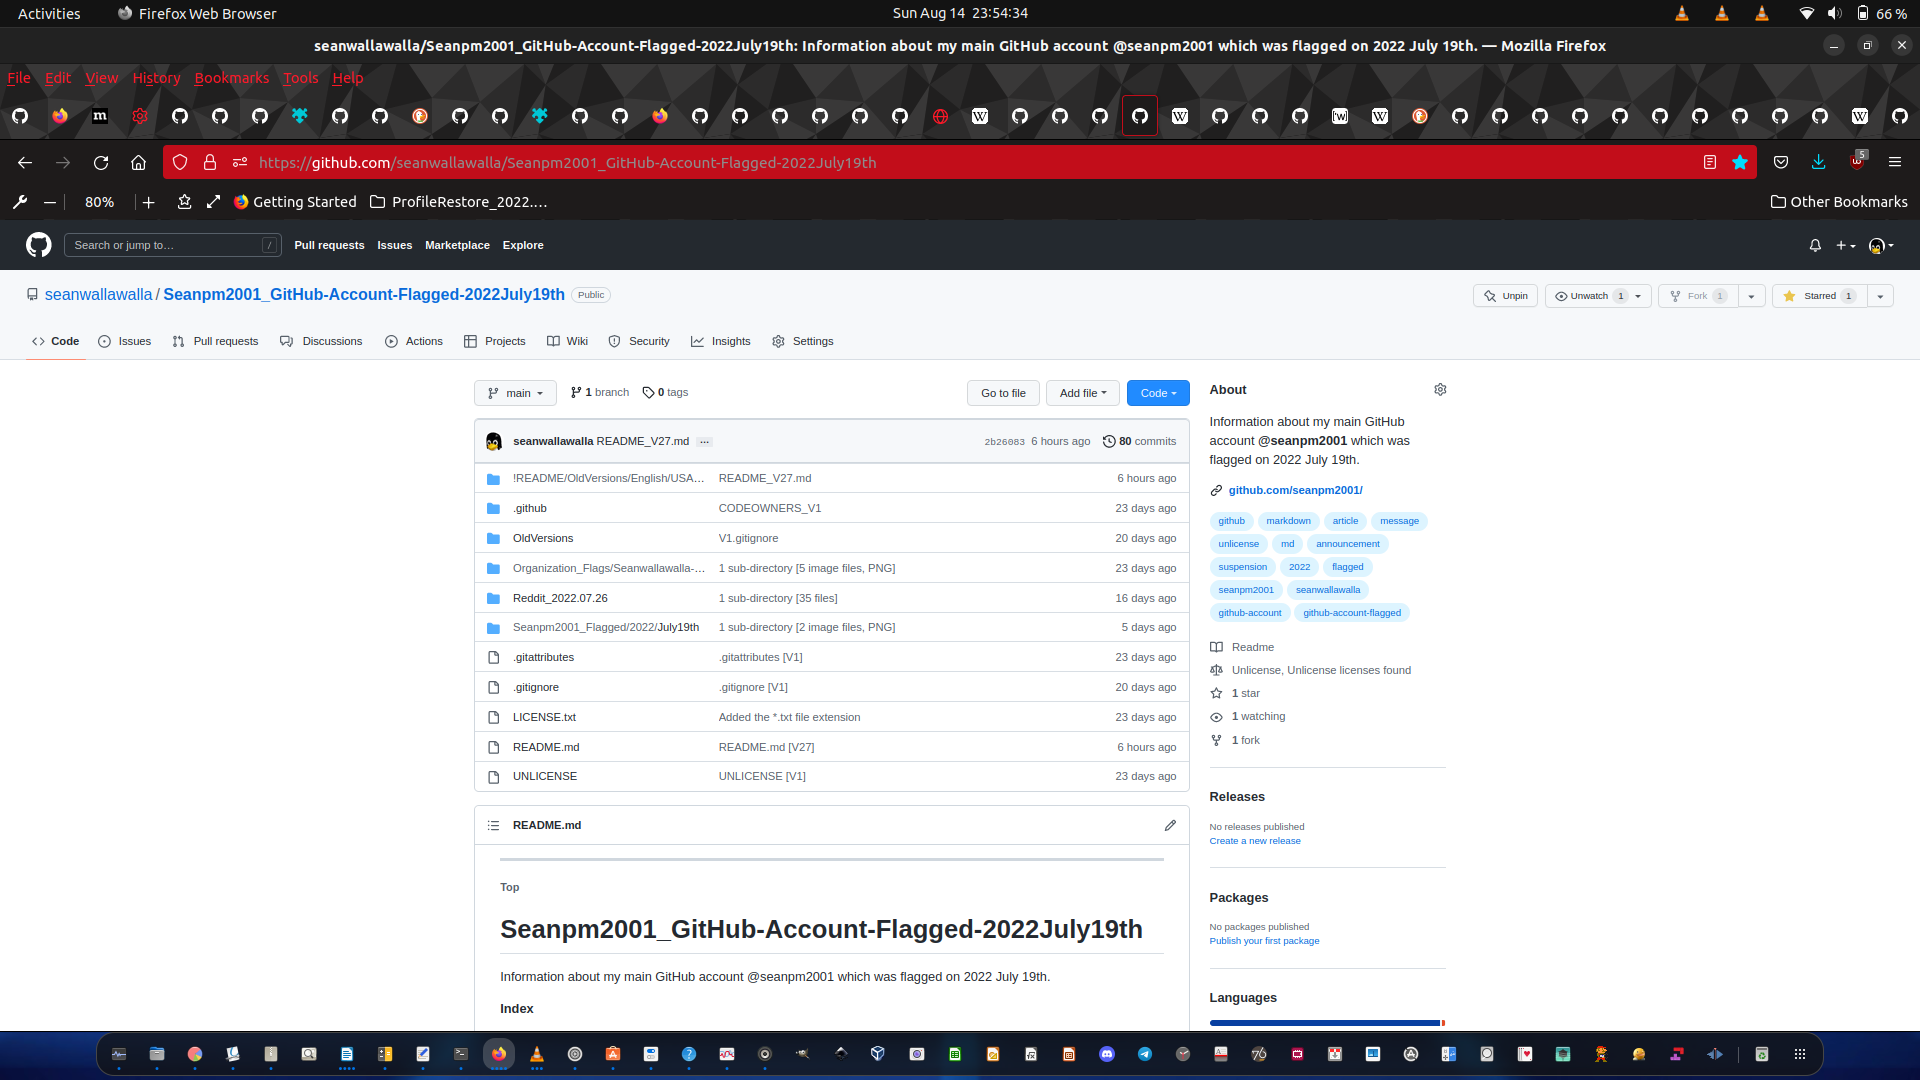 Activities Firefox Web Browser Sun Aug 14 23:54:34 66 %
seanwallawalla/Seanpm2001_GitHub-Account-Flagged-2022July19th: Information about my main GitHub account @seanpm2001 which was flagged on 2022 July 19th. — Mozilla Firefox
File Edit View History Bookmarks Tools Help
https://github.com/seanwallawalla/Seanpm2001_GitHub-Account-Flagged-2022July19th 5
80% Getting Started ProfileRestore_2022.… Other Bookmarks
Search or jump to… / Pull requests Issues Marketplace Explore
seanwallawalla / Seanpm2001_GitHub-Account-Flagged-2022July19th Public Unpin Unwatch 1 Fork 1 Starred 1
Code Issues Pull requests Discussions Actions Projects Wiki Security Insights Settings
main 1 branch 0 tags Go to file Add file Code
seanwallawalla README_V27.md ... 2b26083 6 hours ago 80 commits
!README/OldVersions/English/USA… README_V27.md 6 hours ago
.github CODEOWNERS_V1 23 days ago
OldVersions V1.gitignore 20 days ago
Organization_Flags/Seanwallawalla-… 1 sub-directory [5 image files, PNG] 23 days ago
Reddit_2022.07.26 1 sub-directory [35 files] 16 days ago
Seanpm2001_Flagged/2022/July19th 1 sub-directory [2 image files, PNG] 5 days ago
.gitattributes .gitattributes [V1] 23 days ago
.gitignore .gitignore [V1] 20 days ago
LICENSE.txt Added the *.txt file extension 23 days ago
README.md README.md [V27] 6 hours ago
UNLICENSE UNLICENSE [V1] 23 days ago
README.md
Top
Seanpm2001_GitHub-Account-Flagged-2022July19th
Information about my main GitHub account @seanpm2001 which was flagged on 2022 July 19th.
Index
About
Information about my main GitHub
account @seanpm2001 which was
flagged on 2022 July 19th.
github.com/seanpm2001/
github markdown article message
unlicense md announcement
suspension 2022 flagged
seanpm2001 seanwallawalla
github-account github-account-flagged
Readme
Unlicense, Unlicense licenses found
1 star
1 watching
1 fork
Releases
No releases published
Create a new release
Packages
No packages published
Publish your first package
Languages